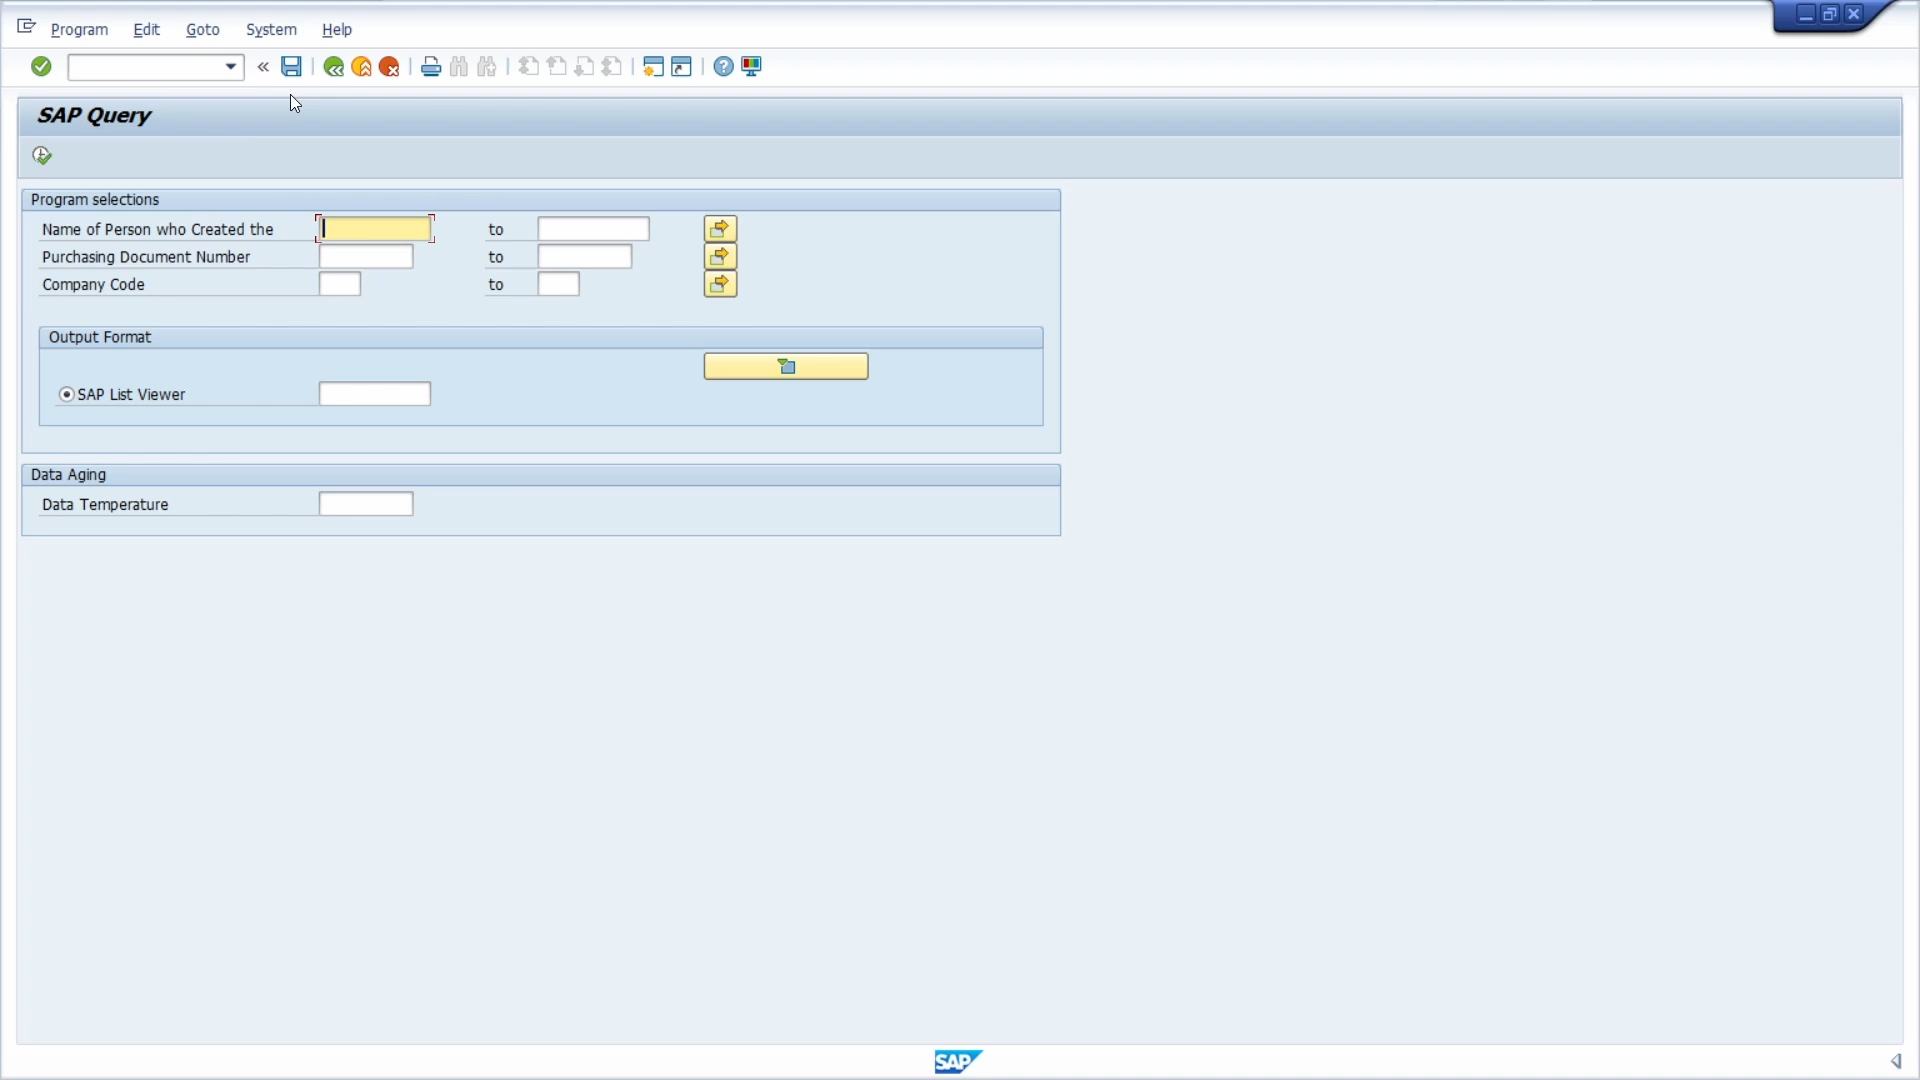 Program Edit Goto System Help
SAP Query
Program selections
Name of Person who Created the to
Purchasing Document Number to
Company Code to
Output Format
SAP List Viewer
Data Aging
Data Temperature
SAP